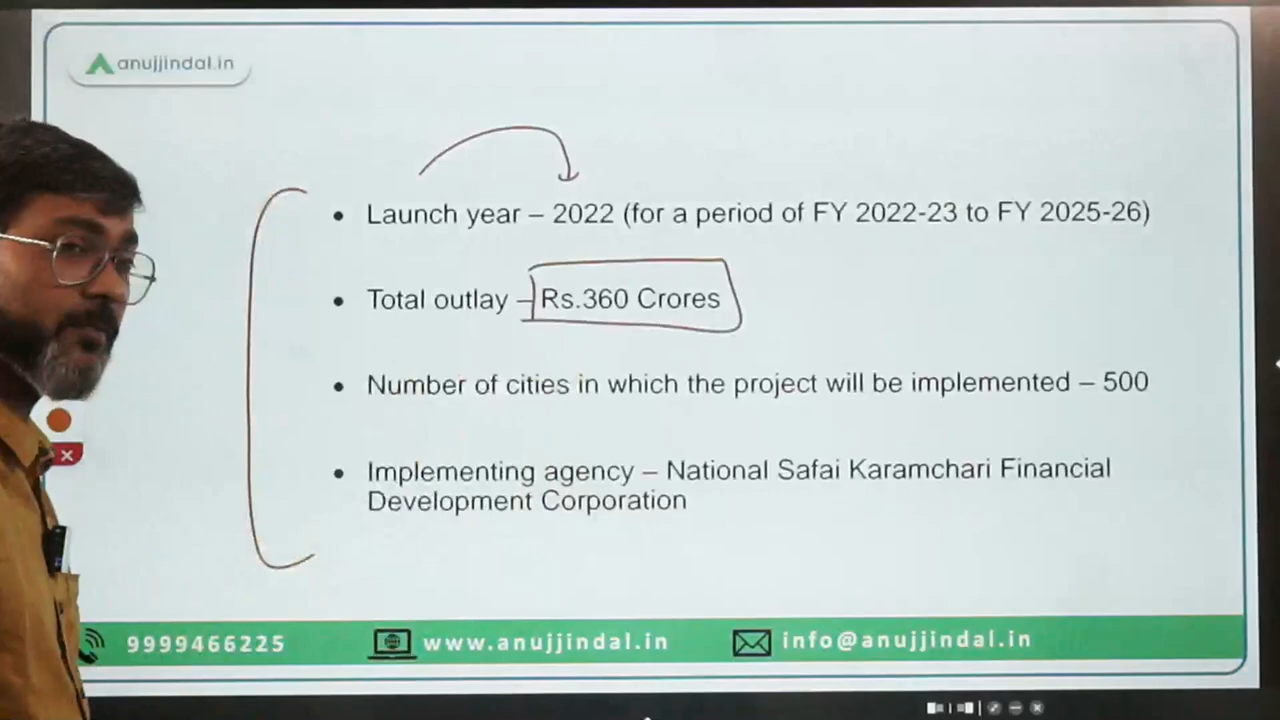 anujjindal.in
• Launch year – 2022 (for a period of FY 2022-23 to FY 2025-26)
• Total outlay – Rs.360 Crores
• Number of cities in which the project will be implemented – 500
• Implementing agency – National Safai Karamchari Financial
Development Corporation
9999466225 www.anujjindal.in info@anujjindal.in